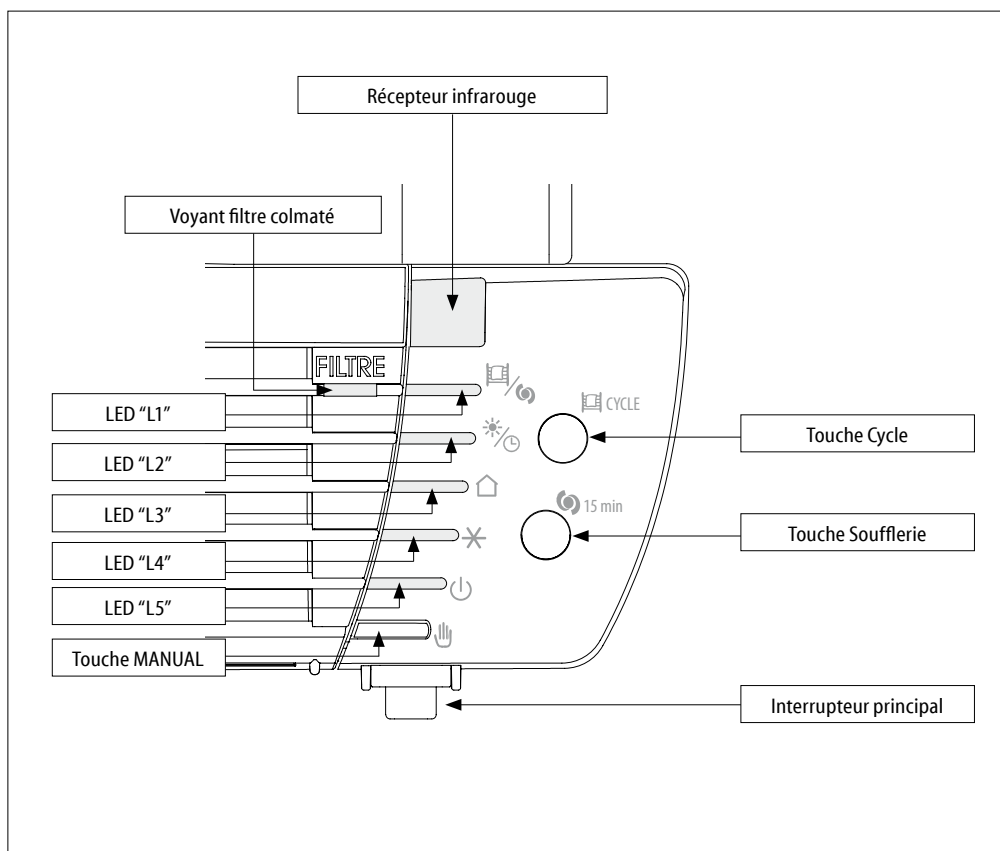 Récepteur infrarouge
Voyant filtre colmaté
FILTRE
LED “L1”
CYCLE
Touche Cycle
LED “L2”
LED “L3”
15 min
Touche Soufflerie
LED “L4”
LED “L5”
Touche MANUAL
Interrupteur principal